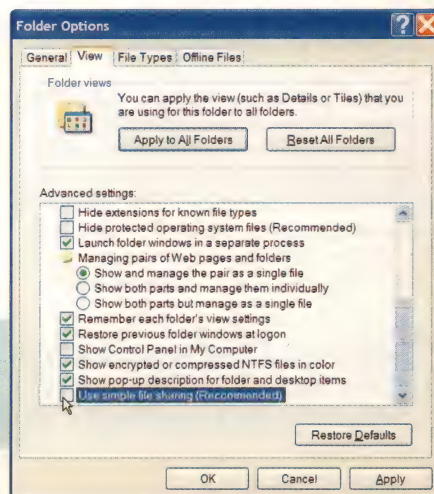 Folder Options
General View File Types Offline Files
Folder views
You can apply the view (such as Details or Tiles) that you
are using for this folder to all folders.
Apply to All Folders Reset All Folders
Advanced settings:
Hide extensions for known file types
Hide protected operating system files (Recommended)
Launch folder windows in a separate process
Managing pairs of Web pages and folders
Show and manage the pair as a single file
Show both parts and manage them individually
Show both parts but manage as a single file
Remember each folder's view settings
Restore previous folder windows at logon
Show Control Panel in My Computer
Show encrypted or compressed NTFS files in color
Show pop-up description for folder and desktop items
Use simple file sharing (Recommended)
Restore Defaults
OK Cancel Apply